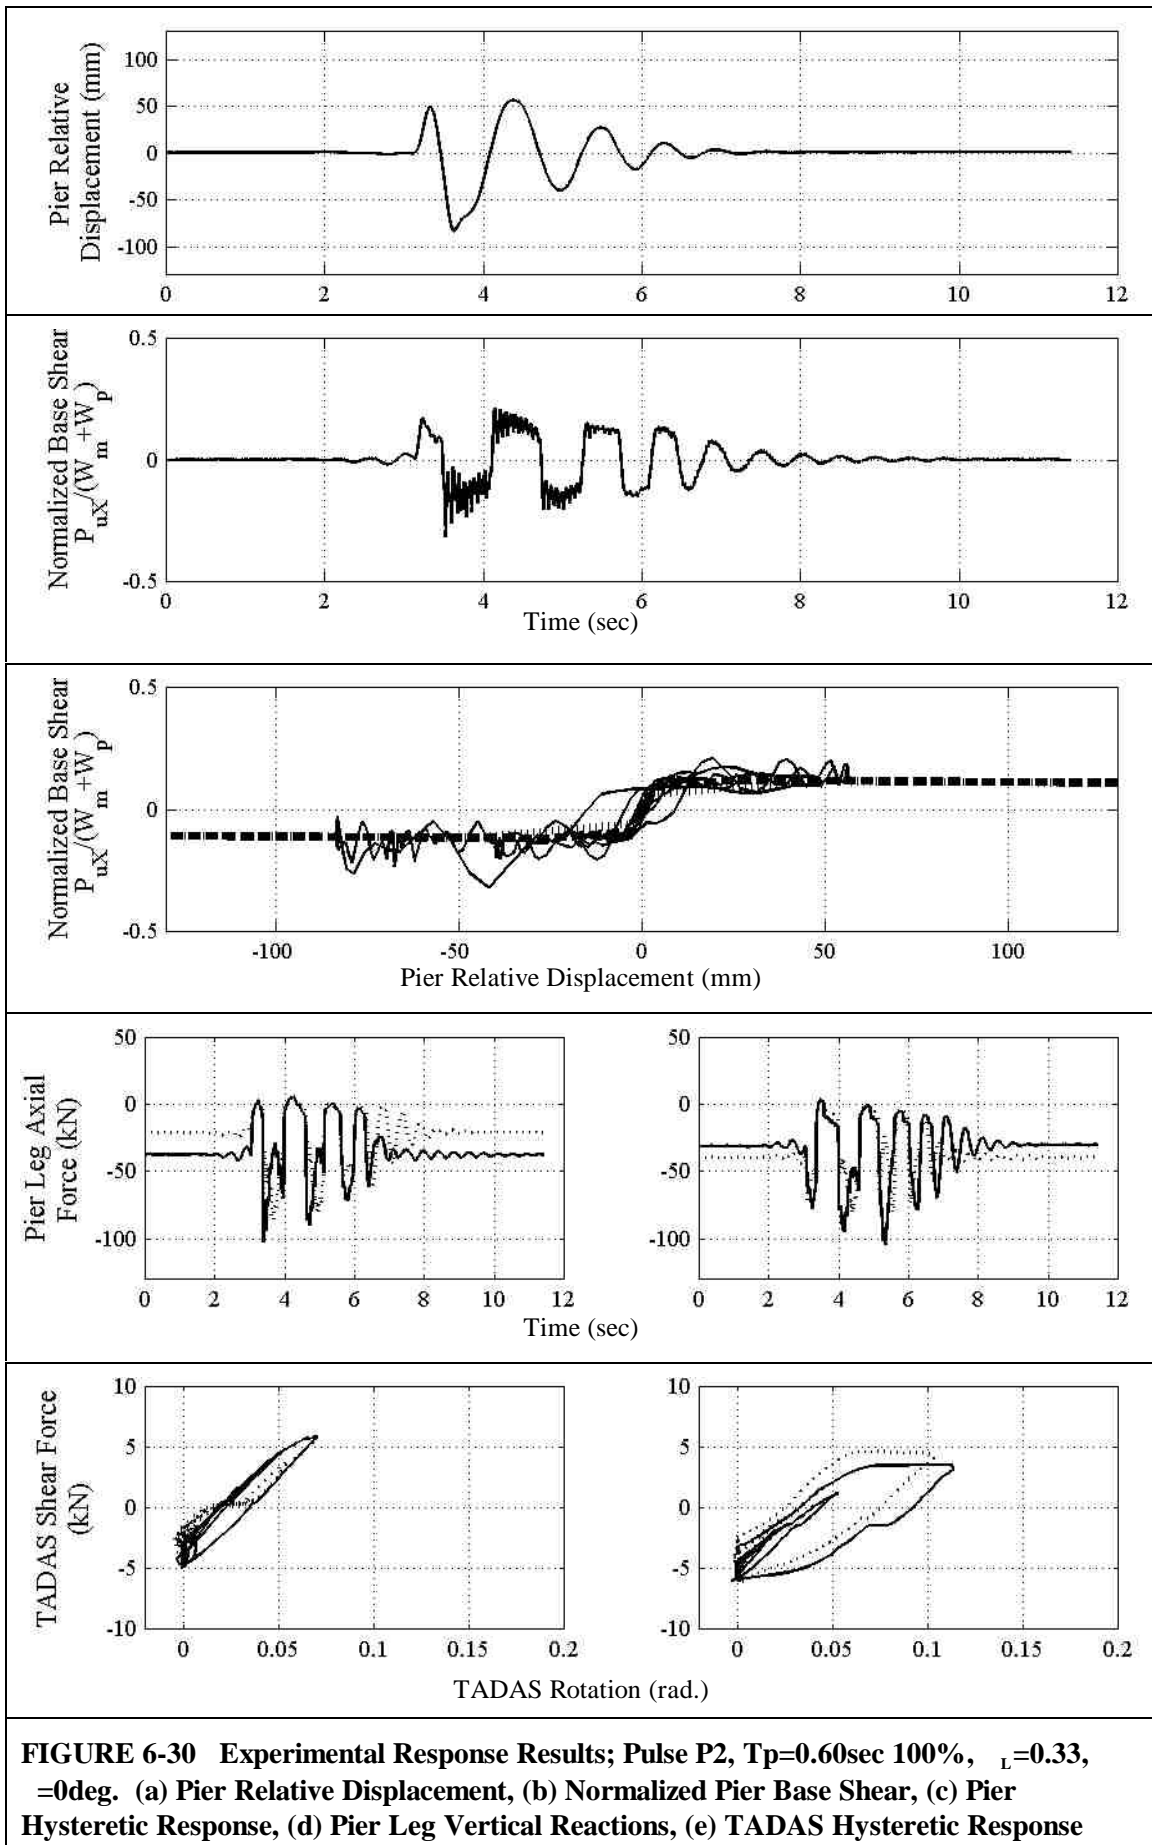 Pier Relative
Displacement (mm)
100
50
0
-50
-100
0 2 4 6 8 10 12
Normalized Base Shear
PuX/(Wm+Wp)
0.5
0
-0.5
0 2 4 6 8 10 12
Time (sec)
Normalized Base Shear
PuX/(Wm+Wp)
0.5
0
-0.5
-100 -50 0 50 100
Pier Relative Displacement (mm)
Pier Leg Axial
Force (kN)
50
0
-50
-100
0 2 4 6 8 10 12
50
0
-50
-100
0 2 4 6 8 10 12
Time (sec)
TADAS Shear Force
(kN)
10
5
0
-5
-10
0 0.05 0.1 0.15 0.2
10
5
0
-5
-10
0 0.05 0.1 0.15 0.2
TADAS Rotation (rad.)
FIGURE 6-30 Experimental Response Results; Pulse P2, Tp=0.60sec 100%, L=0.33,
=0deg. (a) Pier Relative Displacement, (b) Normalized Pier Base Shear, (c) Pier
Hysteretic Response, (d) Pier Leg Vertical Reactions, (e) TADAS Hysteretic Response